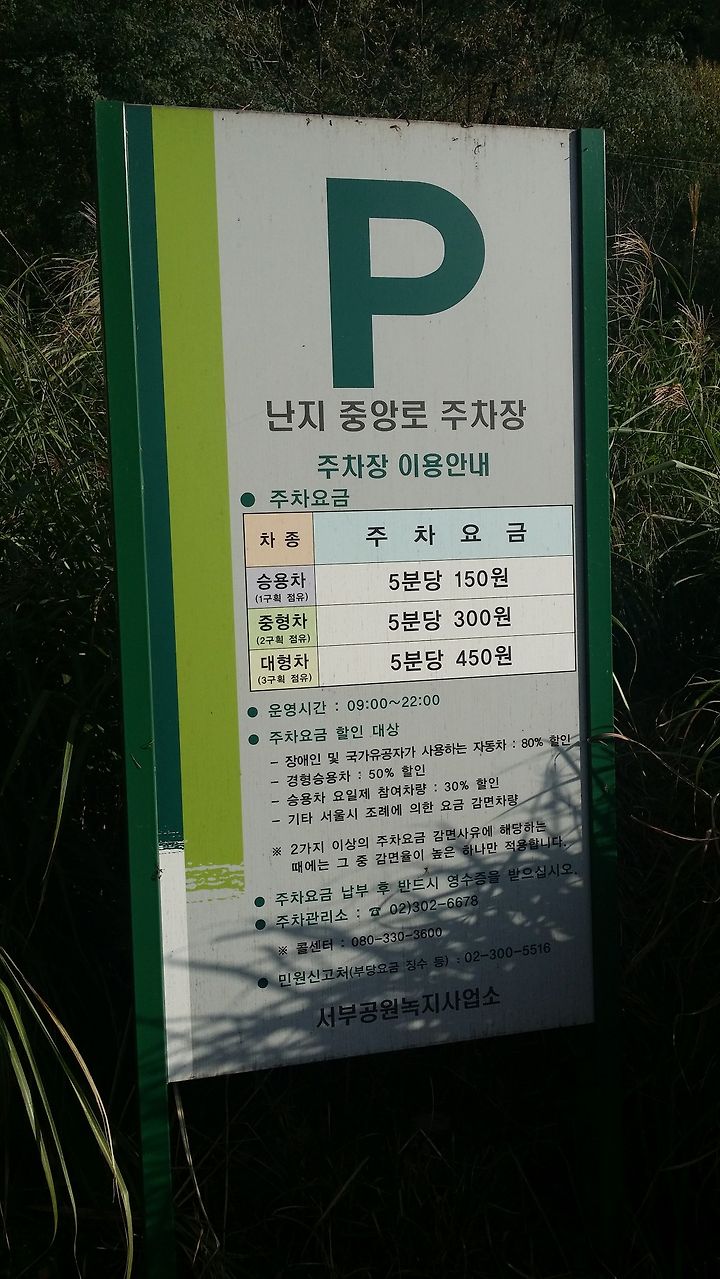 P
난지 중앙로 주차장
주차장 이용안내
● 주차요금
차 종 주 차 요 금
승용차 (1구획 점유) 5분당 150원
중형차 (2구획 점유) 5분당 300원
대형차 (3구획 점유) 5분당 450원
● 운영시간 : 09:00~22:00
● 주차요금 할인 대상
- 장애인 및 국가유공자가 사용하는 자동차 : 80% 할인
- 경형승용차 : 50% 할인
- 승용차 요일제 참여차량 : 30% 할인
- 기타 서울시 조례에 의한 요금 감면차량
※ 2가지 이상의 주차요금 감면사유에 해당하는
때에는 그 중 감면율이 높은 하나만 적용합니다.
● 주차요금 납부 후 반드시 영수증을 받으십시오.
● 주차관리소 : ☎ 02)302-6678
※ 콜센터 : 080-330-3600
● 민원신고처(부당요금 징수 등) : 02-300-5516
서부공원녹지사업소